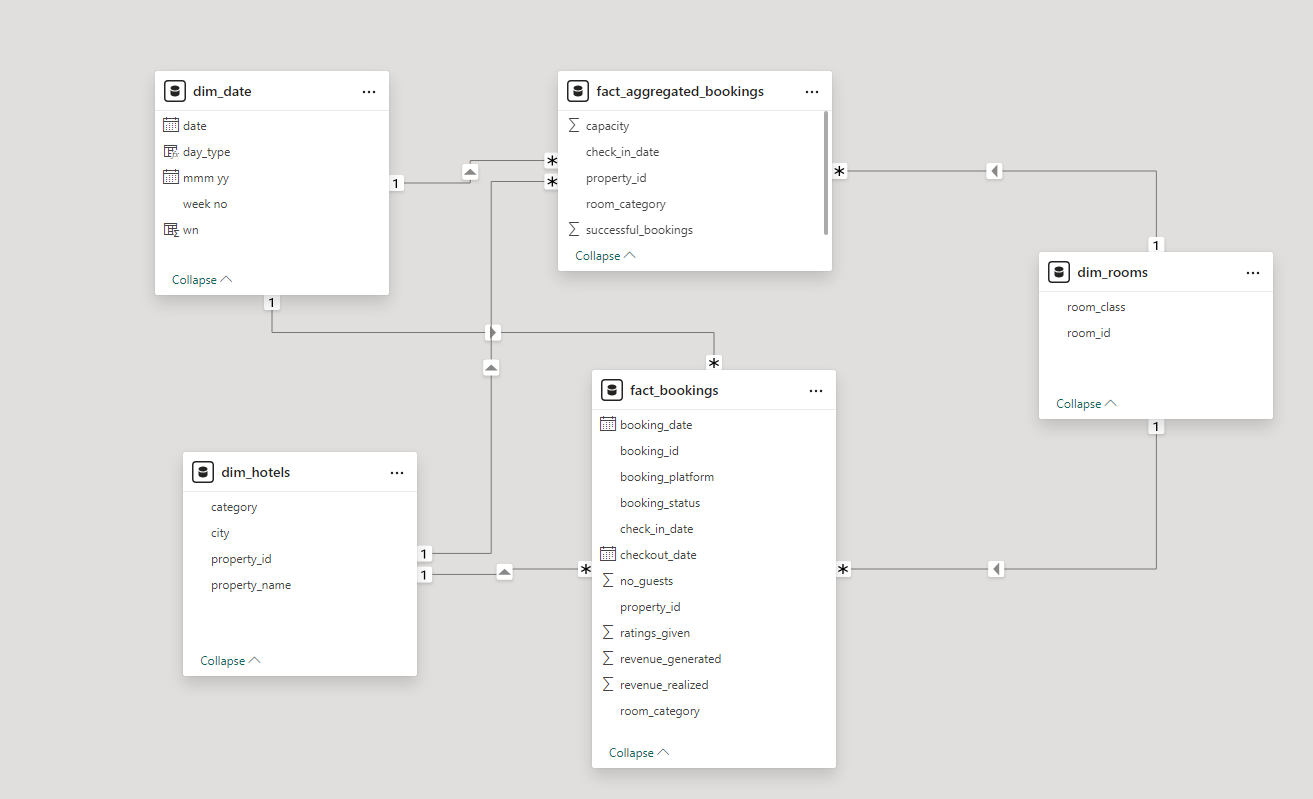 dim_date
date
day_type
mmm yy
week no
wn
Collapse
1
1
fact_aggregated_bookings
capacity
check_in_date
property_id
room_category
successful_bookings
Collapse
*
*
*
dim_rooms
room_class
room_id
Collapse
1
1
dim_hotels
category
city
property_id
property_name
Collapse
1
1
fact_bookings
booking_date
booking_id
booking_platform
booking_status
check_in_date
checkout_date
no_guests
property_id
ratings_given
revenue_generated
revenue_realized
room_category
Collapse
*
*
*